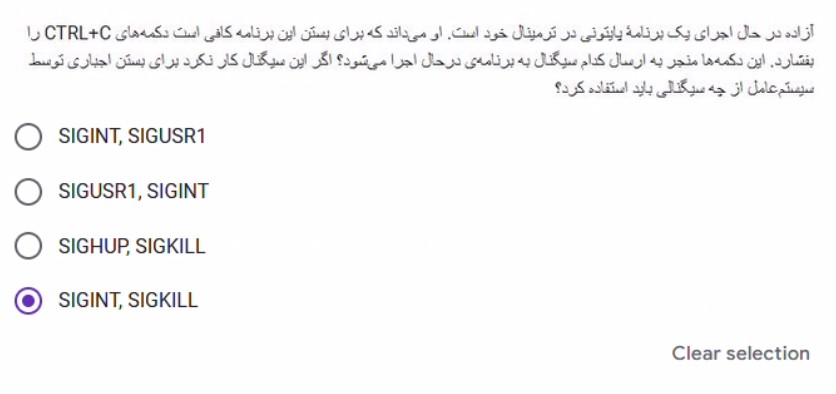 آزاده در حال اجرای یک برنامهٔ پایتونی در ترمینال خود است. او می‌داند که برای بستن این برنامه کافی است دکمه‌های CTRL+C را
بفشارد. این دکمه‌ها منجر به ارسال کدام سیگنال به برنامه‌ی درحال اجرا می‌شود؟ اگر این سیگنال کار نکرد برای بستن اجباری توسط
سیستم‌عامل از چه سیگنالی باید استفاده کرد؟
SIGINT, SIGUSR1
SIGUSR1, SIGINT
SIGHUP, SIGKILL
SIGINT, SIGKILL
Clear selection